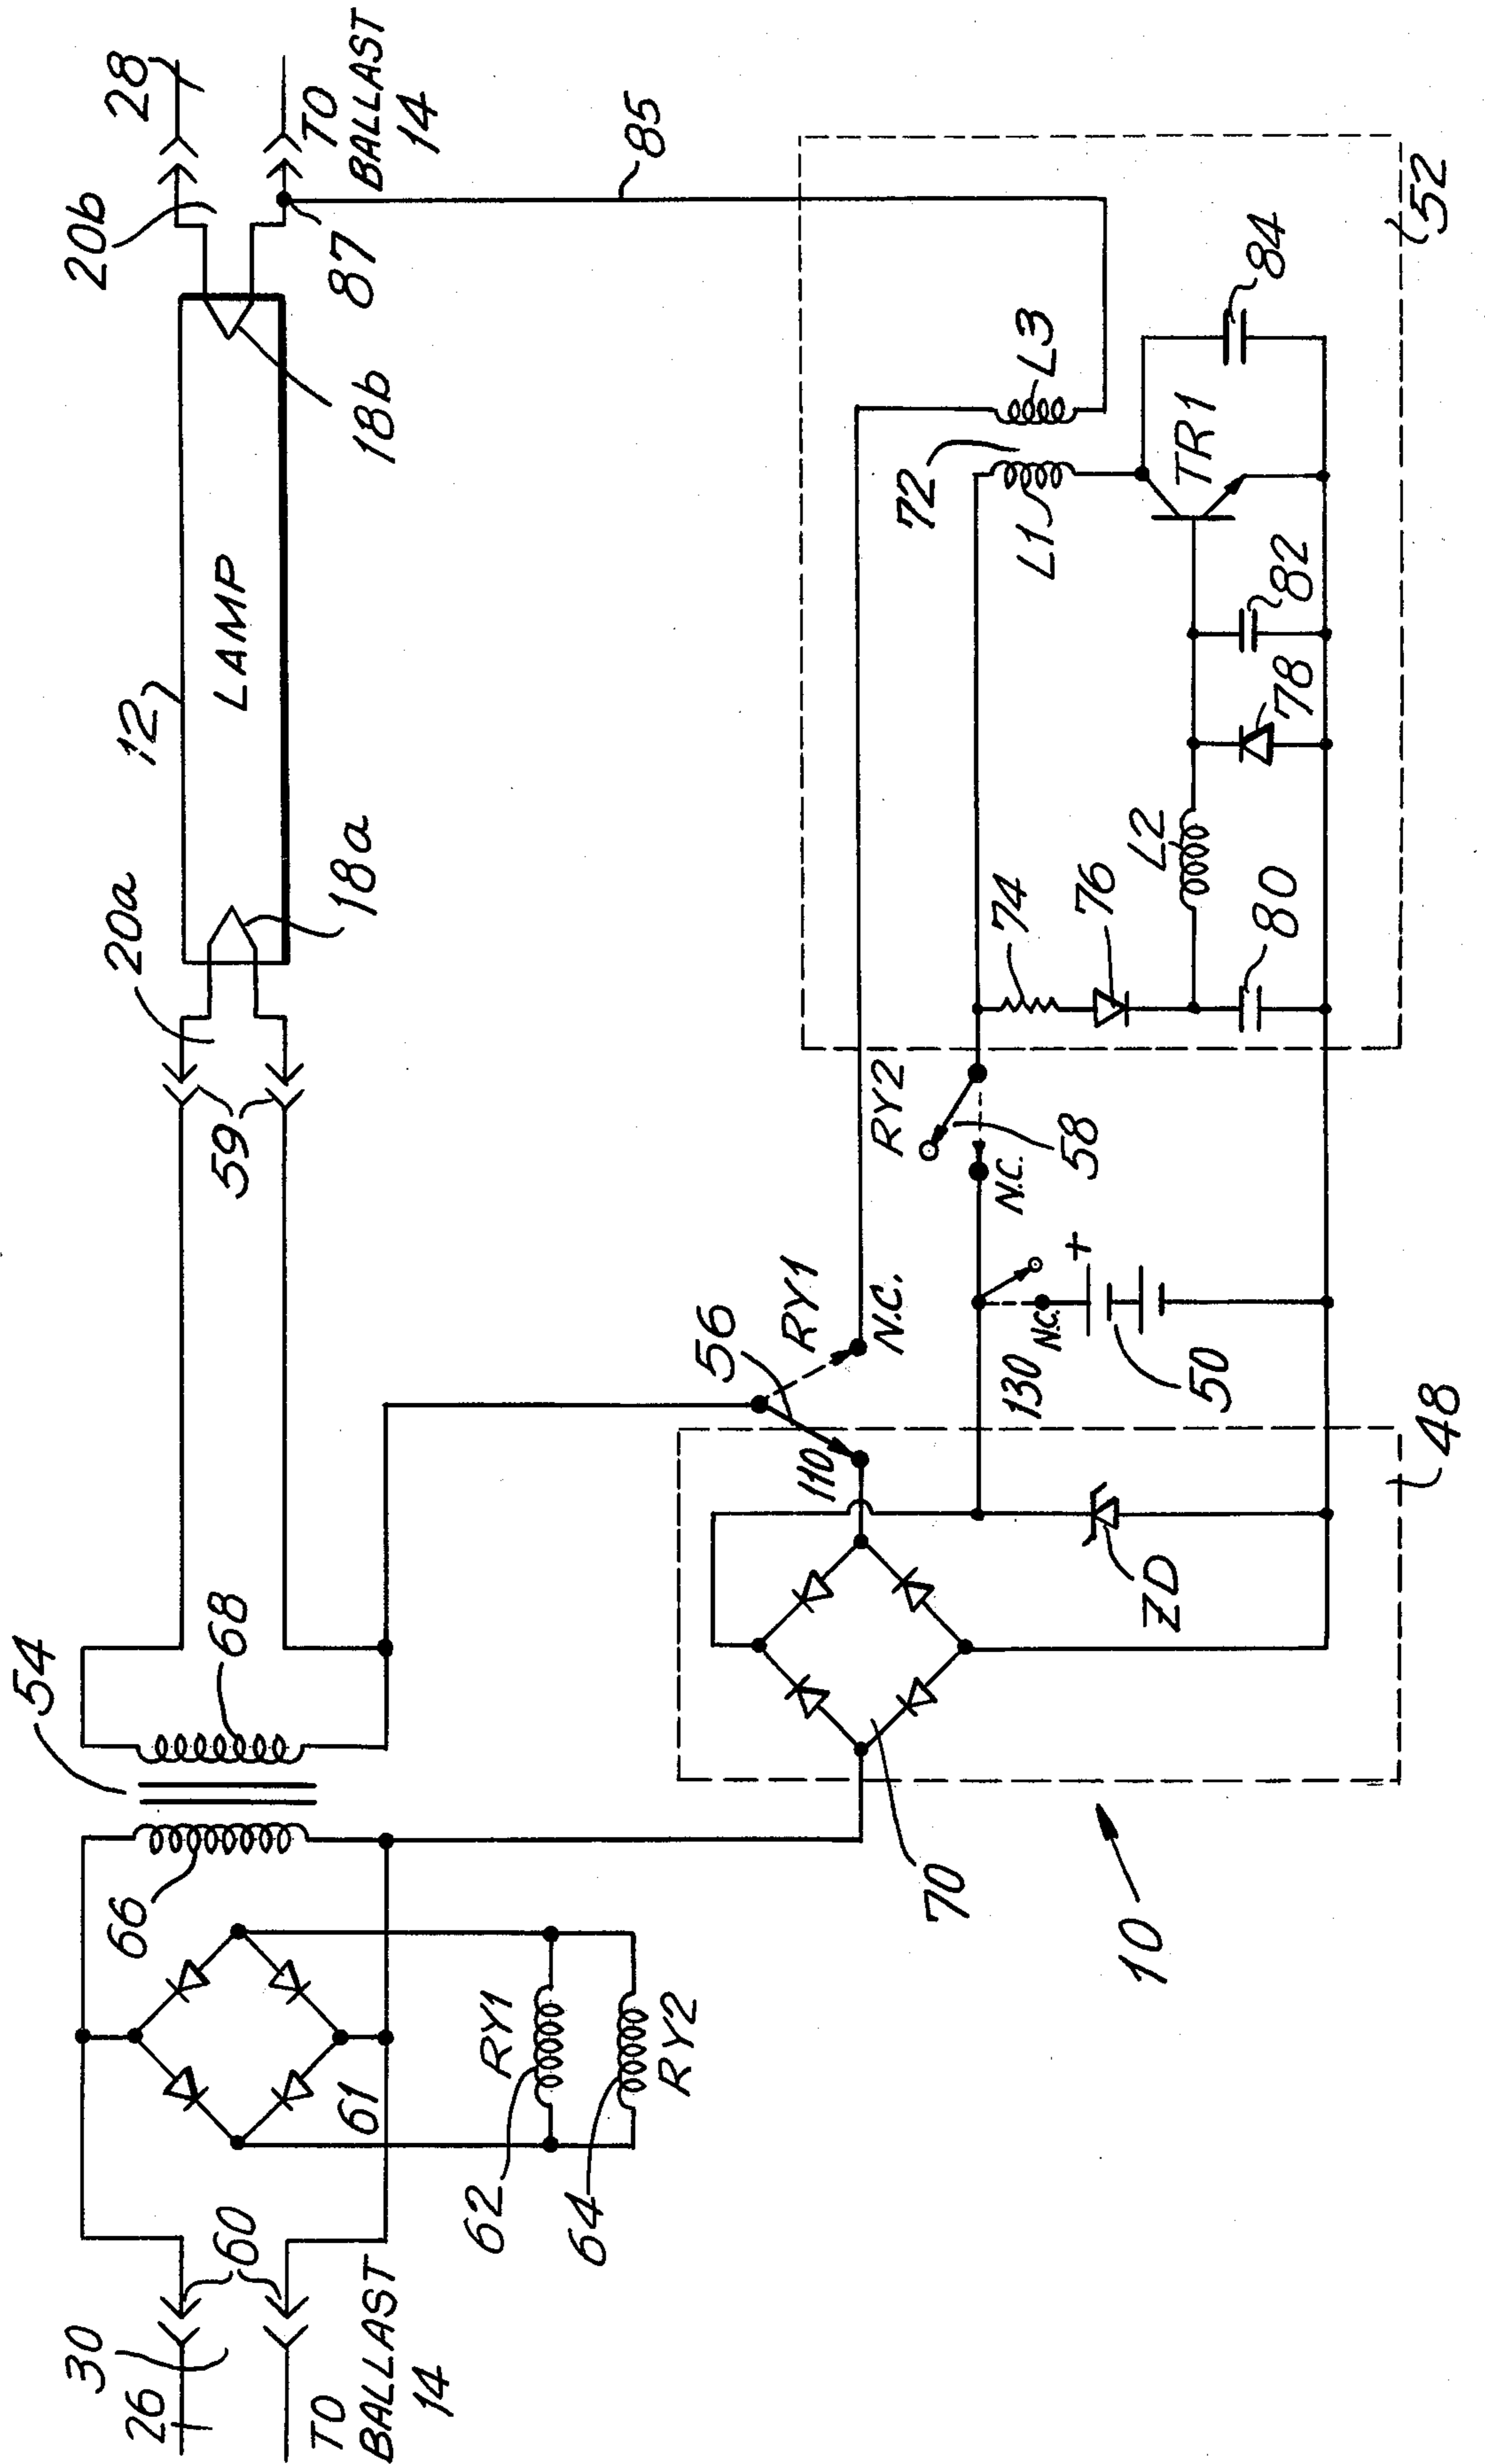 30
26
TO
BALLAST
14
60
61
62
RY1
64
RY2
66
54
68
59
20a
18a
12
LAMP
18b
20b
28
TO
BALLAST
14
87
85
10
70
48
110
ZD
56
RY1
N.C.
130
N.C.
+
50
RY2
58
N.C.
74
76
80
L2
78
82
TR1
84
72
L1
L3
52